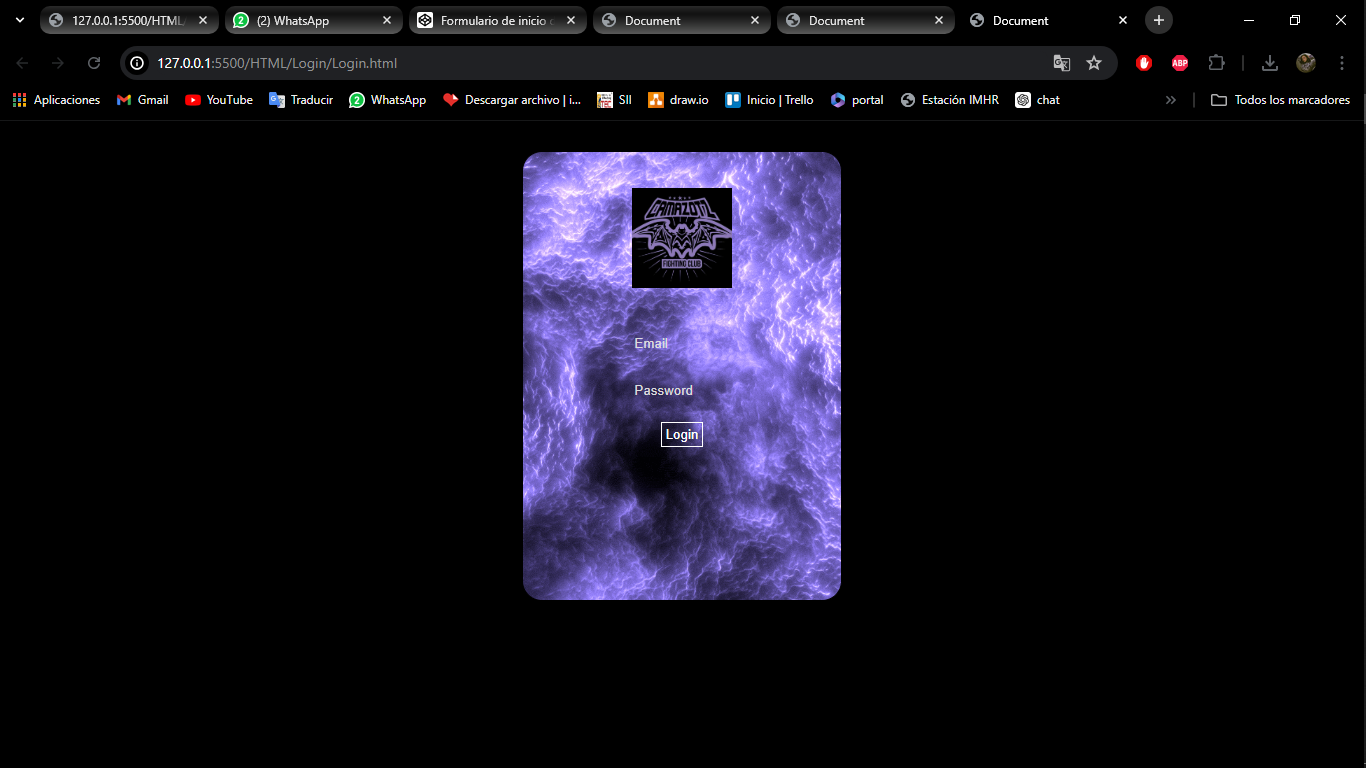 127.0.0.1:5500/HTML/
(2) WhatsApp
Formulario de inicio
Document
Document
Document
127.0.0.1:5500/HTML/Login/Login.html
Aplicaciones
Gmail
YouTube
Traducir
2 WhatsApp
Descargar archivo | i...
SII
draw.io
Inicio | Trello
portal
Estación IMHR
chat
Todos los marcadores
ABP
CAMAZOTZ
FIGHTING CLUB
Email
Password
Login